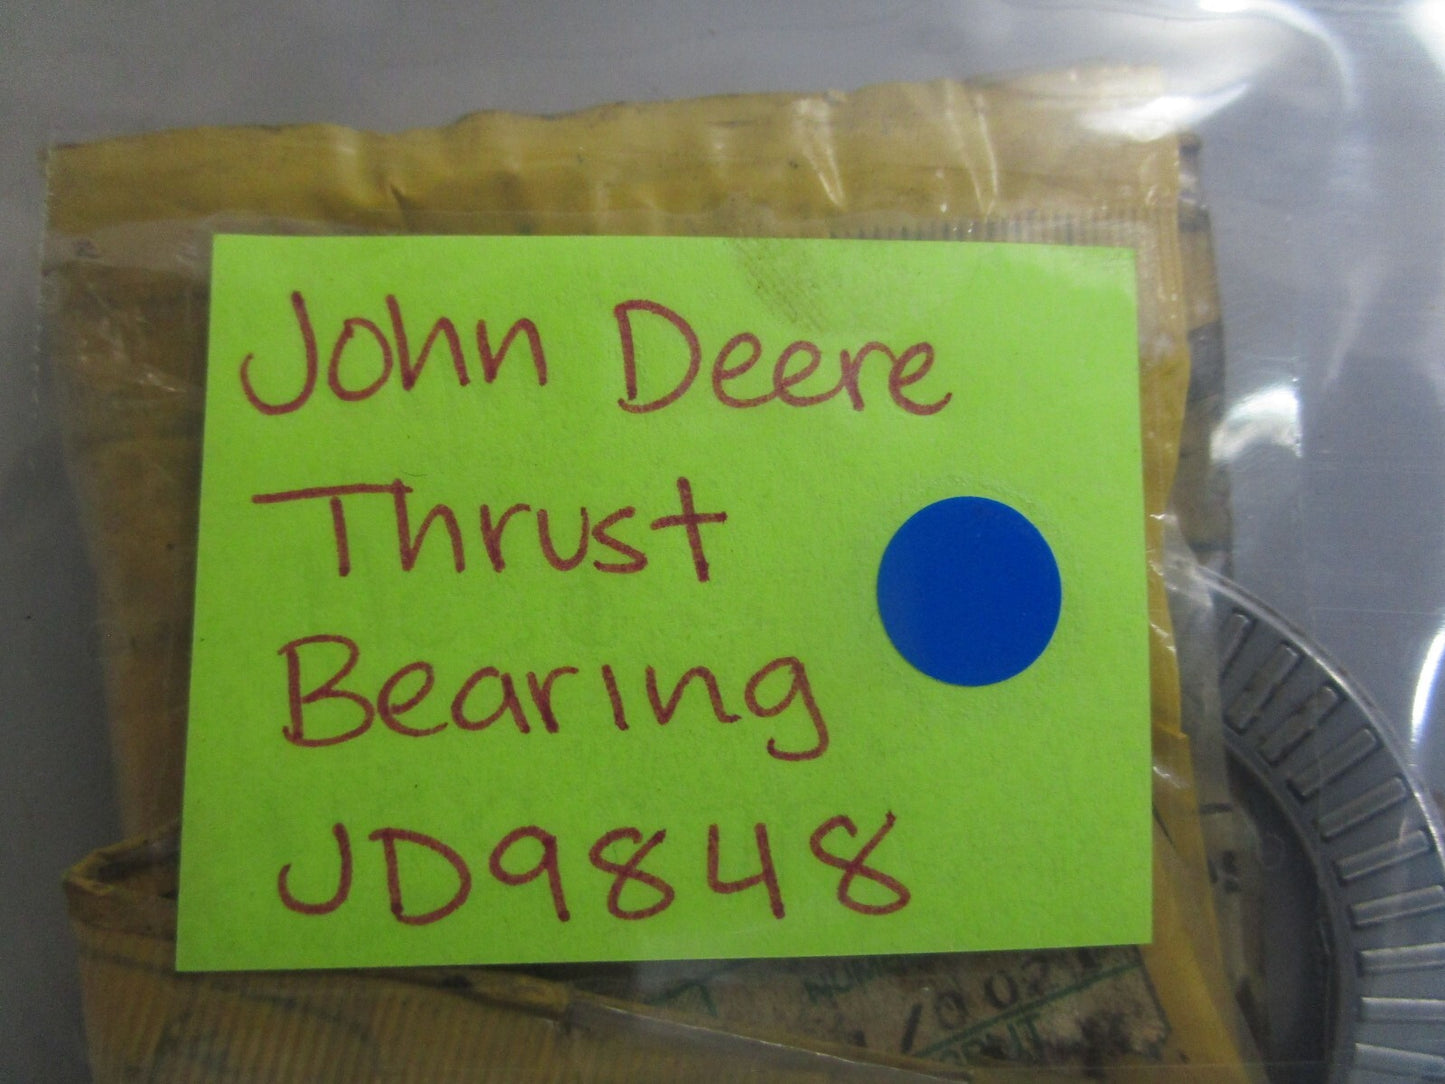 John Deere
Thrust
Bearing
JD9848